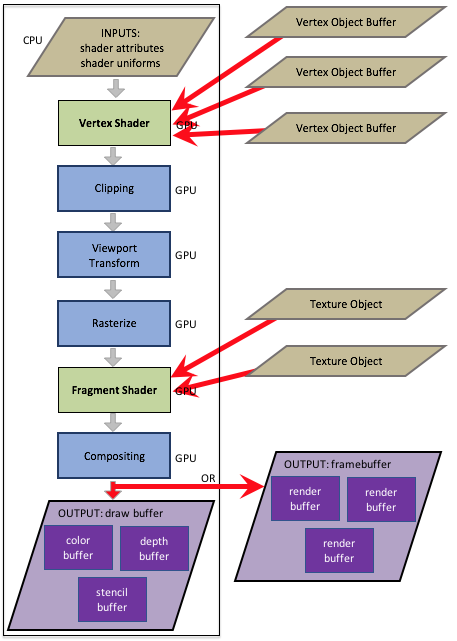 CPU
INPUTS:
shader attributes
shader uniforms
Vertex Object Buffer
Vertex Object Buffer
Vertex Object Buffer
Vertex Shader
GPU
Clipping
GPU
Viewport
Transform
GPU
Rasterize
GPU
Texture Object
Texture Object
Fragment Shader
GPU
Compositing
GPU
OR
OUTPUT: draw buffer
color
buffer
depth
buffer
stencil
buffer
OUTPUT: framebuffer
render
buffer
render
buffer
render
buffer